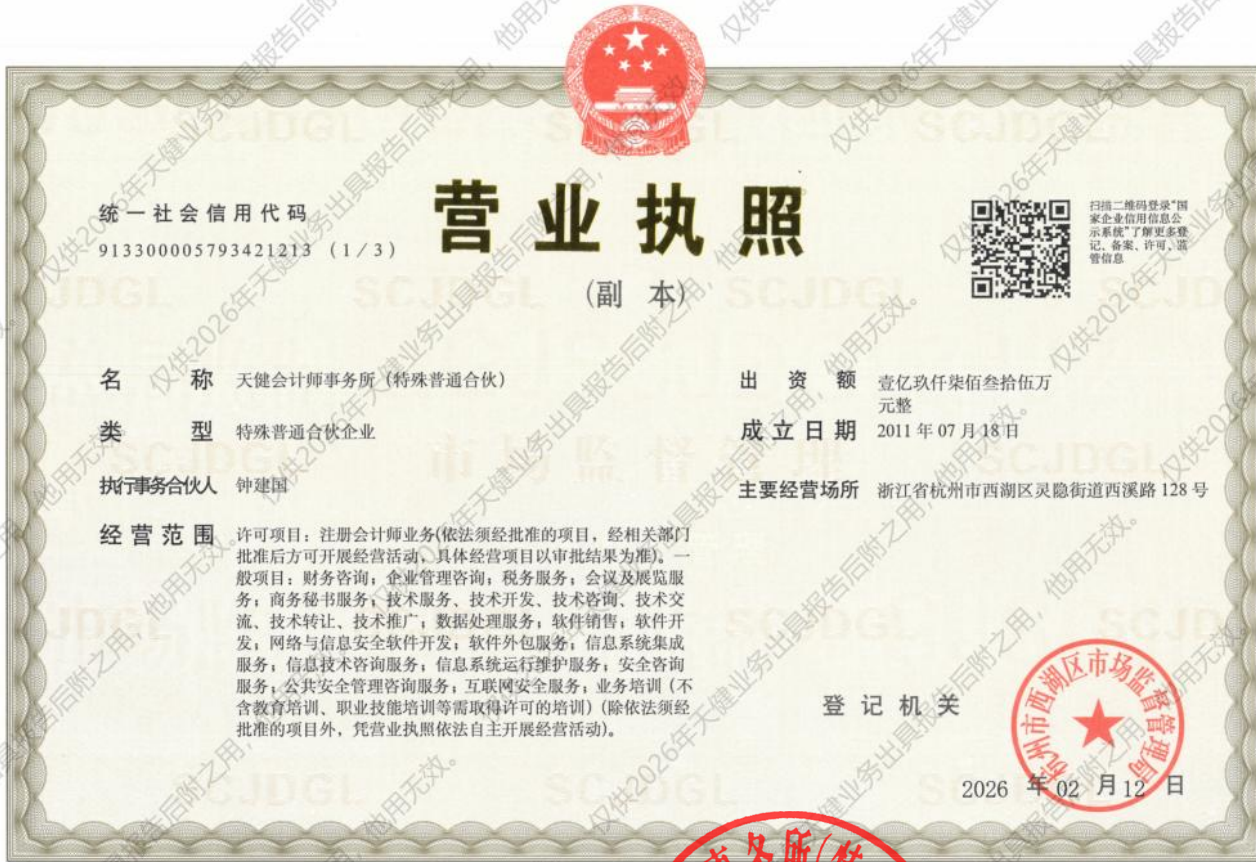 统一社会信用代码
913300005793421213 (1/3)
营业执照
(副 本)
扫描二维码登录“国
家企业信用信息公
示系统”了解更多登
记、备案、许可、监
管信息
名 称 天健会计师事务所（特殊普通合伙）
类 型 特殊普通合伙企业
执行事务合伙人 钟建国
经营范围 许可项目：注册会计师业务(依法须经批准的项目，经相关部门
批准后方可开展经营活动，具体经营项目以审批结果为准)。一
般项目：财务咨询；企业管理咨询；税务服务；会议及展览服
务；商务秘书服务；技术服务、技术开发、技术咨询、技术交
流、技术转让、技术推广；数据处理服务；软件销售；软件开
发；网络与信息安全软件开发；软件外包服务；信息系统集成
服务；信息技术咨询服务；信息系统运行维护服务；安全咨询
服务；公共安全管理咨询服务；互联网安全服务；业务培训（不
含教育培训、职业技能培训等需取得许可的培训）(除依法须经
批准的项目外，凭营业执照依法自主开展经营活动)。
出 资 额 壹亿玖仟柒佰叁拾伍万
元整
成立日期 2011 年 07 月 18 日
主要经营场所 浙江省杭州市西湖区灵隐街道西溪路 128 号
登记机关
杭州市西湖区市场监督管理局
2026 年 02 月 12 日
仅供2026年天健业务出具报告后附之用，他用无效。
SCJDGL
市场监督管理
务所(特